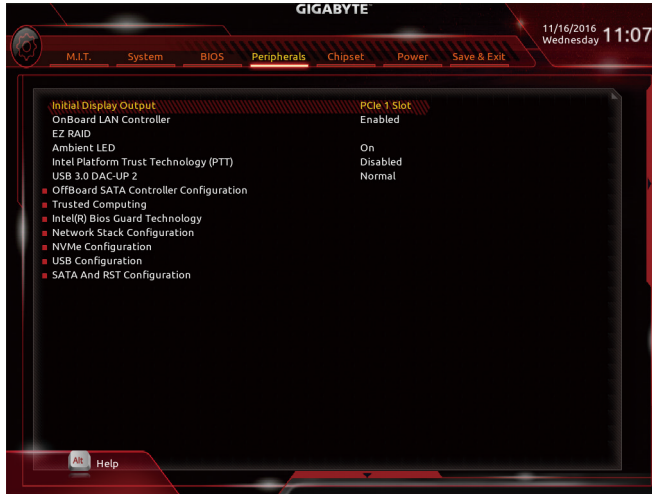 GIGABYTE™
11/16/2016 11:07
Wednesday
M.I.T. System BIOS Peripherals Chipset Power Save & Exit
Initial Display Output PCIe 1 Slot
OnBoard LAN Controller Enabled
EZ RAID
Ambient LED On
Intel Platform Trust Technology (PTT) Disabled
USB 3.0 DAC-UP 2 Normal
OffBoard SATA Controller Configuration
Trusted Computing
Intel(R) Bios Guard Technology
Network Stack Configuration
NVMe Configuration
USB Configuration
SATA And RST Configuration
Alt Help